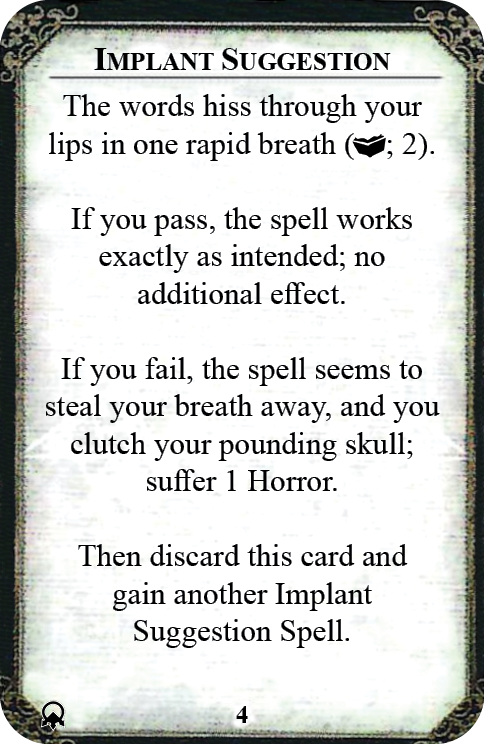 IMPLANT SUGGESTION
The words hiss through your
lips in one rapid breath (; 2).
If you pass, the spell works
exactly as intended; no
additional effect.
If you fail, the spell seems to
steal your breath away, and you
clutch your pounding skull;
suffer 1 Horror.
Then discard this card and
gain another Implant
Suggestion Spell.
4